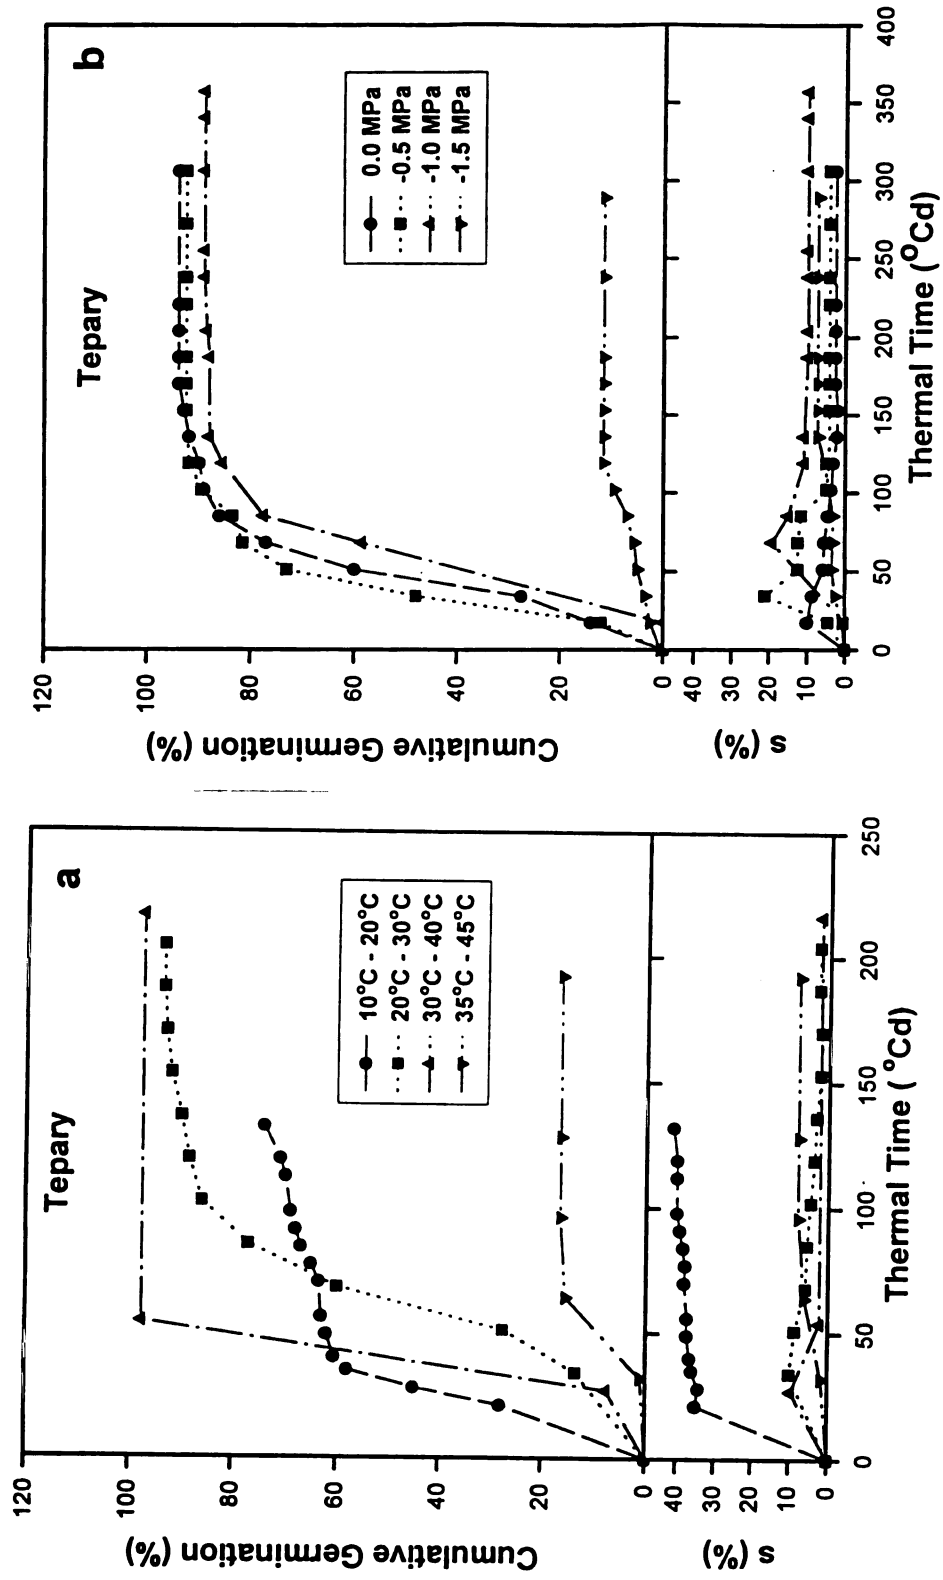 a
Tepary
10°C - 20°C
20°C - 30°C
30°C - 40°C
35°C - 45°C
Cumulative Germination (%)
120
100
80
60
40
20
0
s (%)
40
30
20
10
0
0
50
100
150
200
250
Thermal Time ( °Cd)
b
Tepary
0.0 MPa
-0.5 MPa
-1.0 MPa
-1.5 MPa
Cumulative Germination (%)
120
100
80
60
40
20
0
s (%)
40
30
20
10
0
0
50
100
150
200
250
300
350
400
Thermal Time (°Cd)